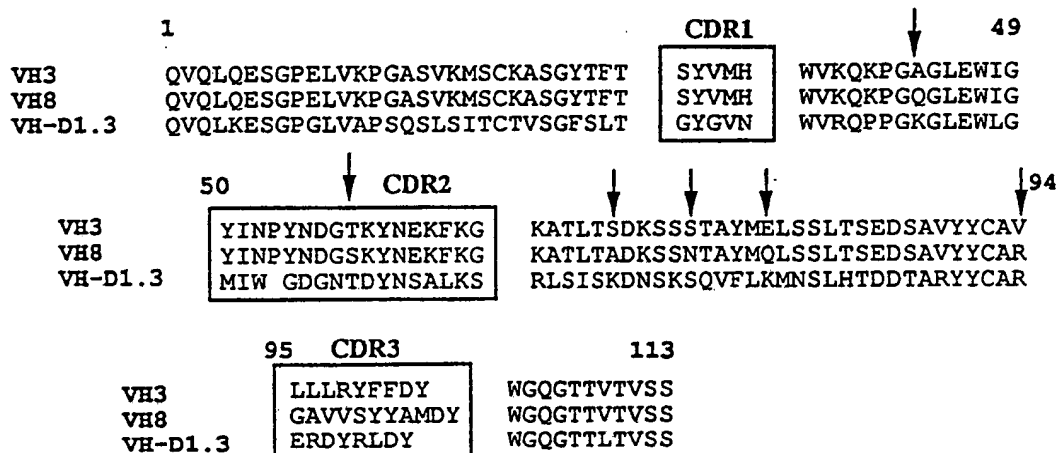 1 CDR1 49
VH3 QVQLQESGPELVKPGASVKMSCKASGYTFT SYVMH WVKQKPGAGLEWIG
VH8 QVQLQESGPELVKPGASVKMSCKASGYTFT SYVMH WVKQKPGQGLEWIG
VH-D1.3 QVQLKESGPGLVAPSQSLSITCTVSGFSLT GYGVN WVRQPPGKGLEWLG
50 CDR2 94
VH3 YINPYNDGTKYNEKFKG KATLTSDKSSSTAYMELSSLTSEDSAVYYCAV
VH8 YINPYNDGSKYNEKFKG KATLTADKSSNTAYMQLSSLTSEDSAVYYCAR
VH-D1.3 MIW GDGNTDYNSALKS RLSISKDNSKSQVFLKMNSLHTDDTARYYCAR
95 CDR3 113
VH3 LLLRYFFDY WGQGTTVTVSS
VH8 GAVVSYYAMDY WGQGTTVTVSS
VH-D1.3 ERDYRLDY WGQGTTLTVSS